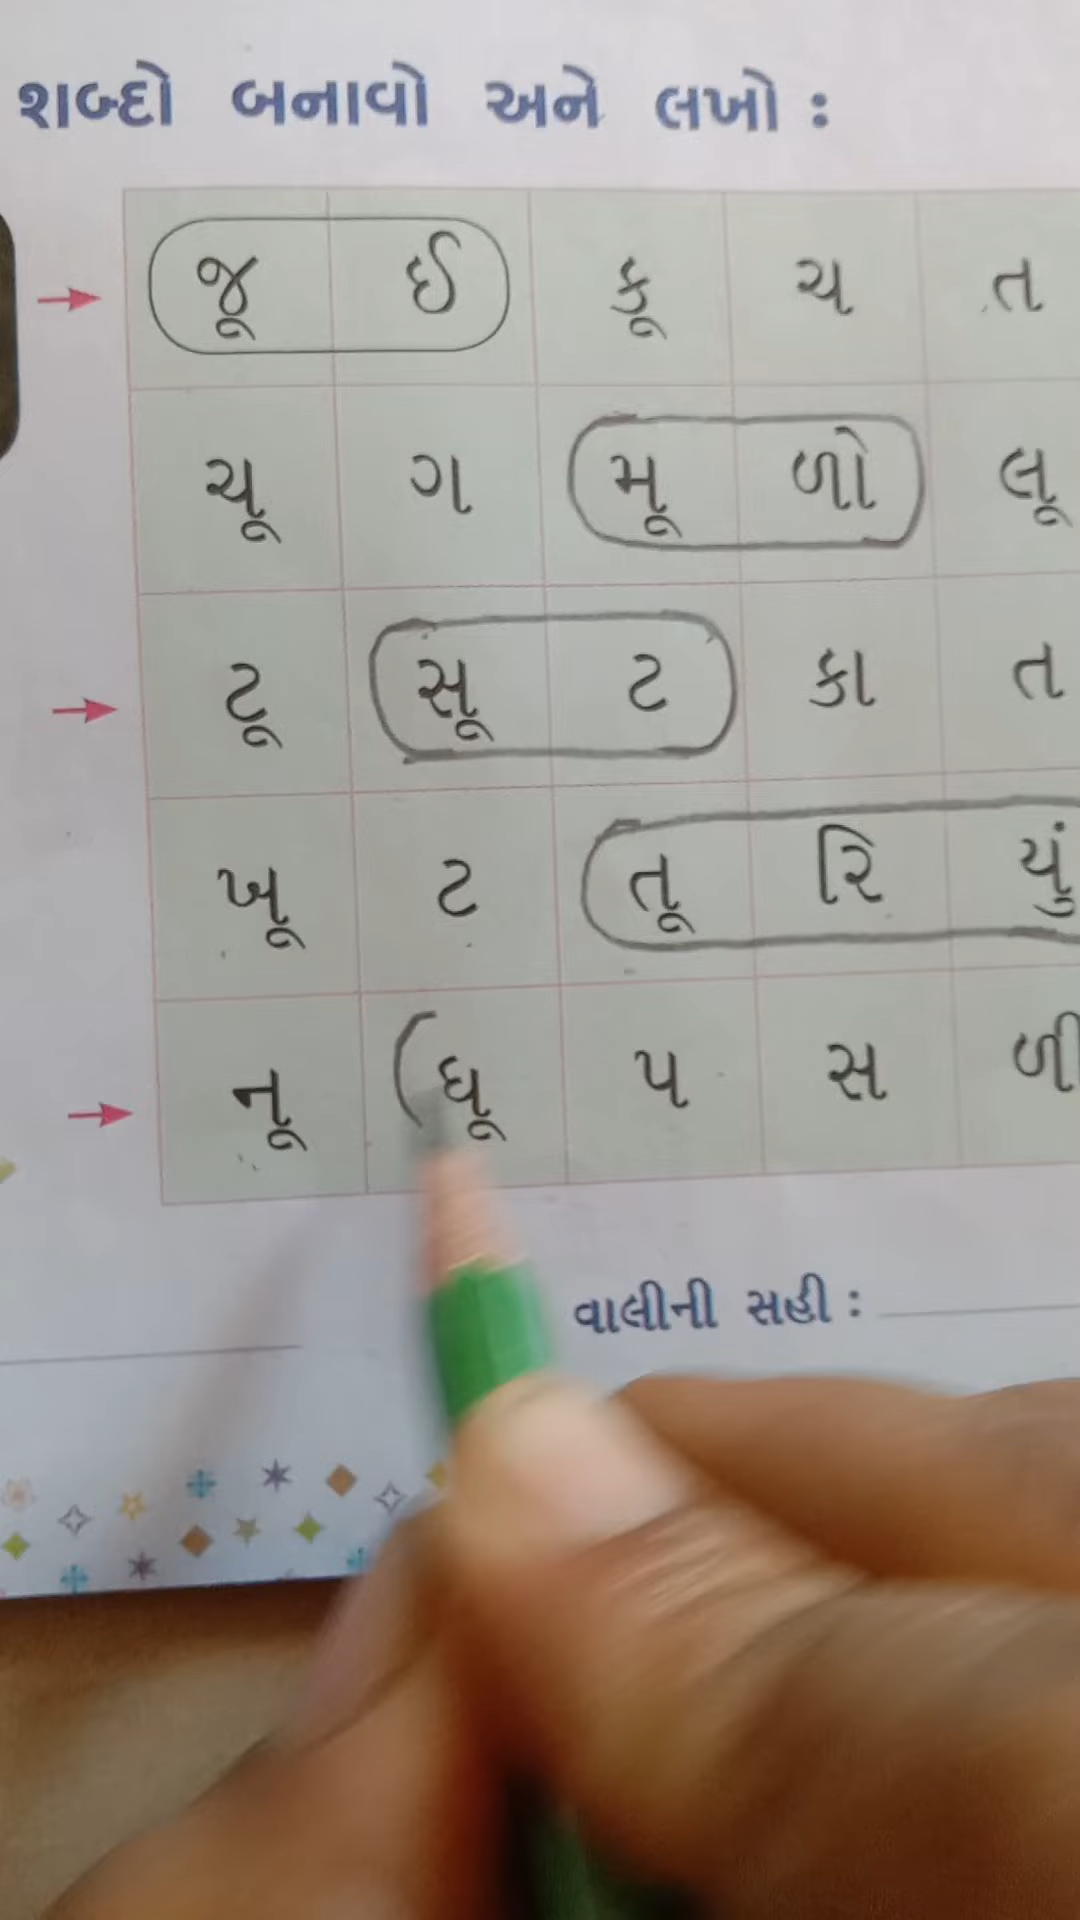 શબ્દો બનાવો અને લખો :
જૂ ઈ કૂ ચ ત
ચૂ ગ મૂ ળો લૂ
ટૂ સૂ ટ કા ત
ખૂ ટ તૂ રિ યું
નૂ ધૂ પ સ ળી
વાલીની સહી :